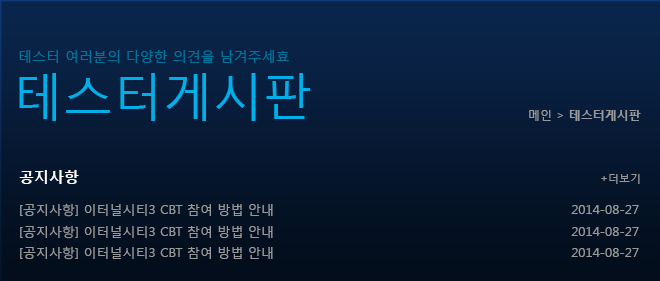 테스터 여러분의 다양한 의견을 남겨주세효
테스터게시판
메인 > 테스터게시판
공지사항
+더보기
[공지사항] 이터널시티3 CBT 참여 방법 안내 2014-08-27
[공지사항] 이터널시티3 CBT 참여 방법 안내 2014-08-27
[공지사항] 이터널시티3 CBT 참여 방법 안내 2014-08-27